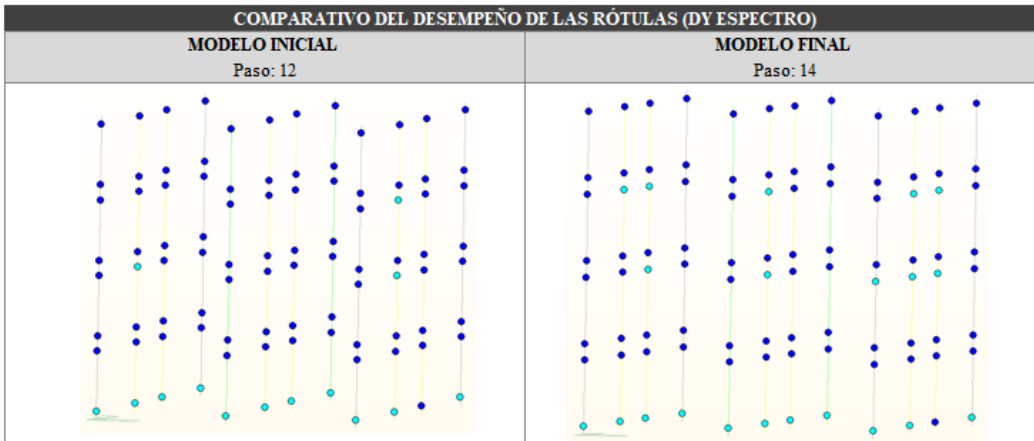 COMPARATIVO DEL DESEMPEÑO DE LAS RÓTULAS (DY ESPECTRO)
MODELO INICIAL
Paso: 12
MODELO FINAL
Paso: 14